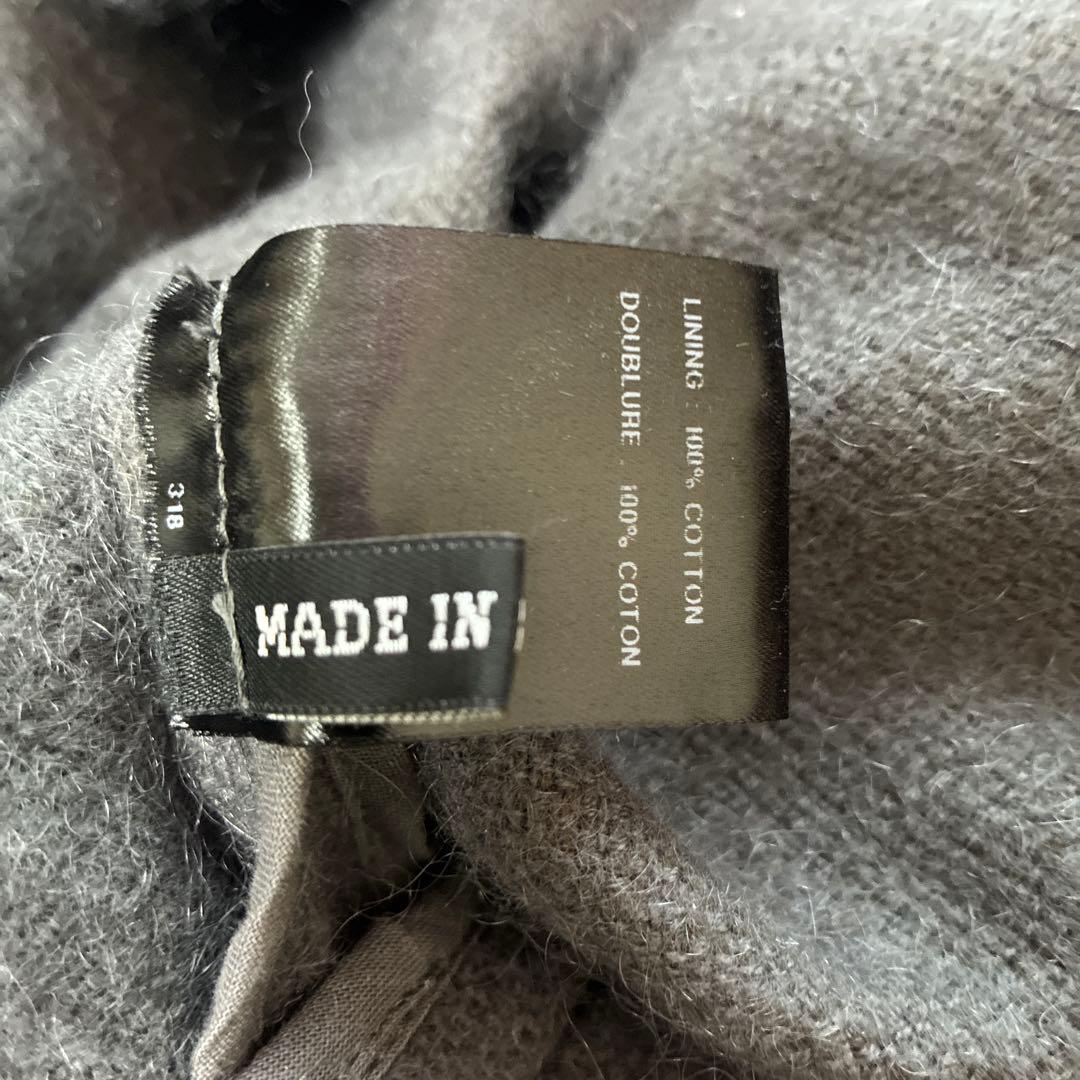 LINING : 100% COTTON
DOUBLURE : 100% COTON
318
MADE IN